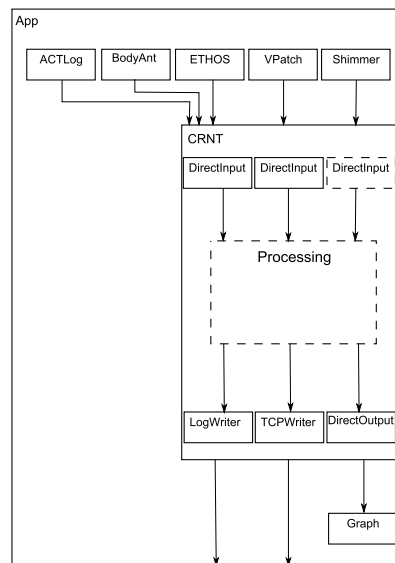 App
ACTLog
BodyAnt
ETHOS
VPatch
Shimmer
CRNT
DirectInput
DirectInput
DirectInput
Processing
LogWriter
TCPWriter
DirectOutput
Graph